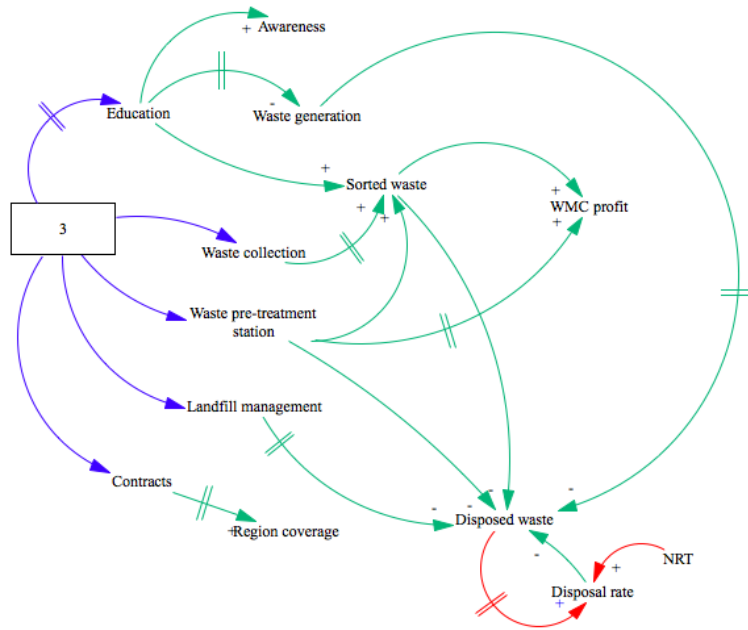 + Awareness
Education
-
Waste generation
+
Sorted waste
+
WMC profit
+
3
+ +
Waste collection
Waste pre-treatment
station
Landfill management
Contracts
-
-
- -
Disposed waste
+Region coverage
-
NRT
+
Disposal rate
+